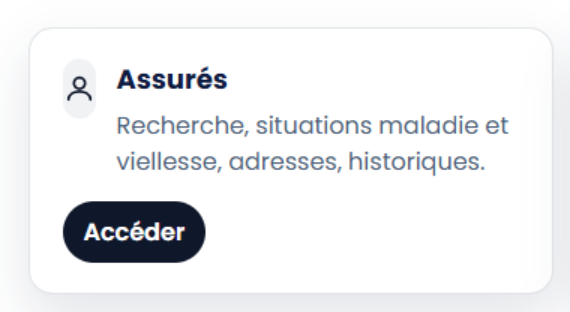 Assurés
Recherche, situations maladie et
viellesse, adresses, historiques.
Accéder